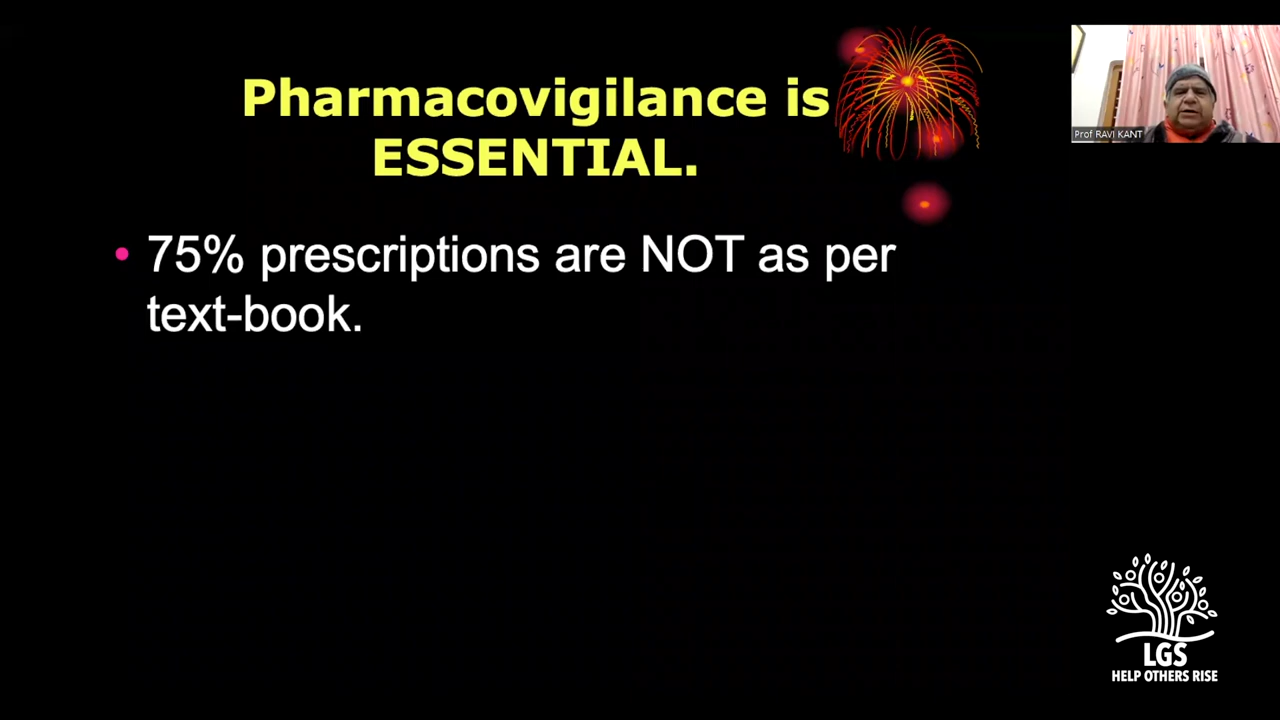 Pharmacovigilance is
ESSENTIAL.
• 75% prescriptions are NOT as per
text-book.
Prof RAVI KANT
LGS
HELP OTHERS RISE